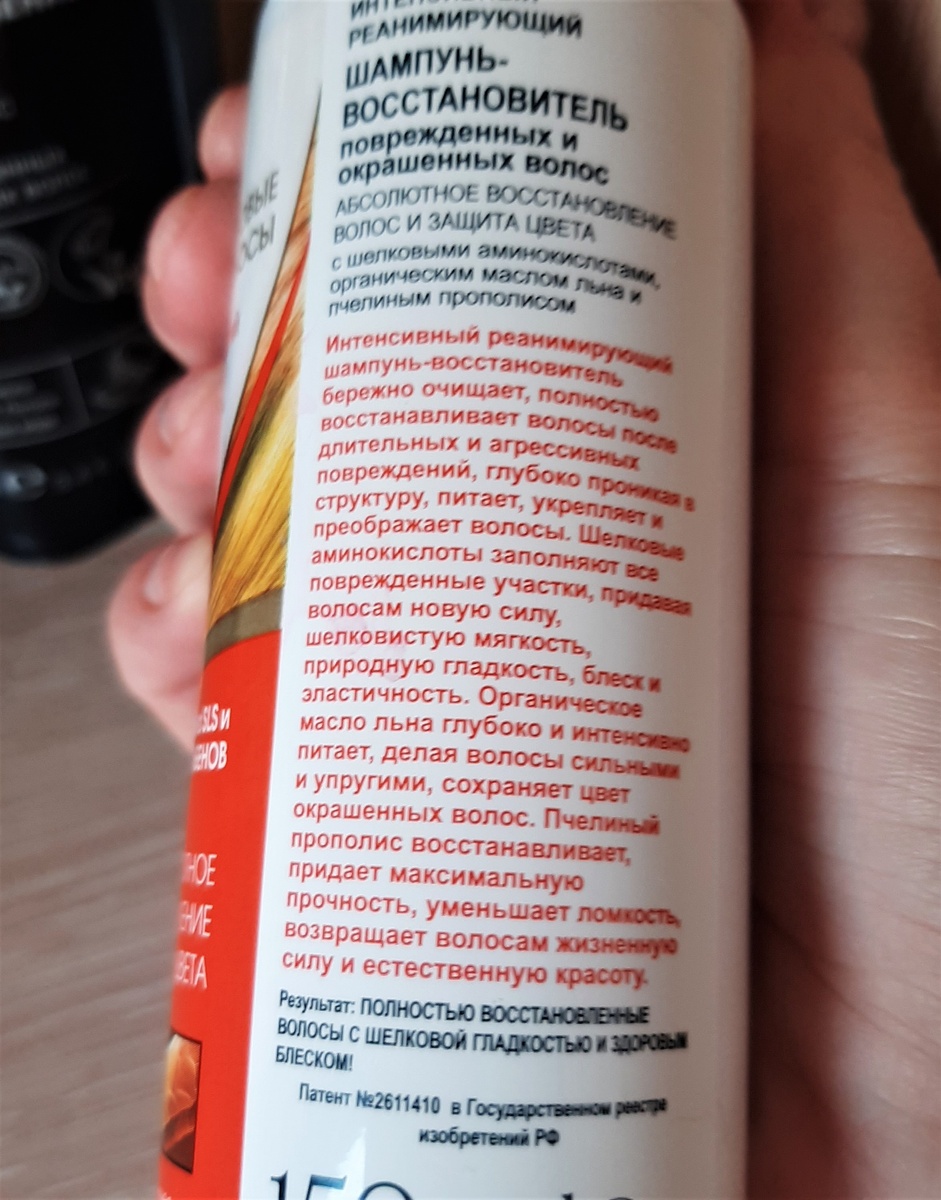 РЕАНИМИРУЮЩИЙ
ШАМПУНЬ-
ВОССТАНОВИТЕЛЬ
поврежденных и
окрашенных волос
АБСОЛЮТНОЕ ВОССТАНОВЛЕНИЕ
ВОЛОС И ЗАЩИТА ЦВЕТА
с шелковыми аминокислотами,
органическим маслом льна и
пчелиным прополисом
Интенсивный реанимирующий
шампунь-восстановитель
бережно очищает, полностью
восстанавливает волосы после
длительных и агрессивных
повреждений, глубоко проникая в
структуру, питает, укрепляет и
преображает волосы. Шелковые
аминокислоты заполняют все
поврежденные участки, придавая
волосам новую силу,
шелковистую мягкость,
природную гладкость, блеск и
эластичность. Органическое
масло льна глубоко и интенсивно
питает, делая волосы сильными
и упругими, сохраняет цвет
окрашенных волос. Пчелиный
прополис восстанавливает,
придает максимальную
прочность, уменьшает ломкость,
возвращает волосам жизненную
силу и естественную красоту.
Результат: ПОЛНОСТЬЮ ВОССТАНОВЛЕННЫЕ
ВОЛОСЫ С ШЕЛКОВОЙ ГЛАДКОСТЬЮ И ЗДОРОВЫМ
БЛЕСКОМ!
Патент №2611410 в Государственном реестре
изобретений РФ
SLS и